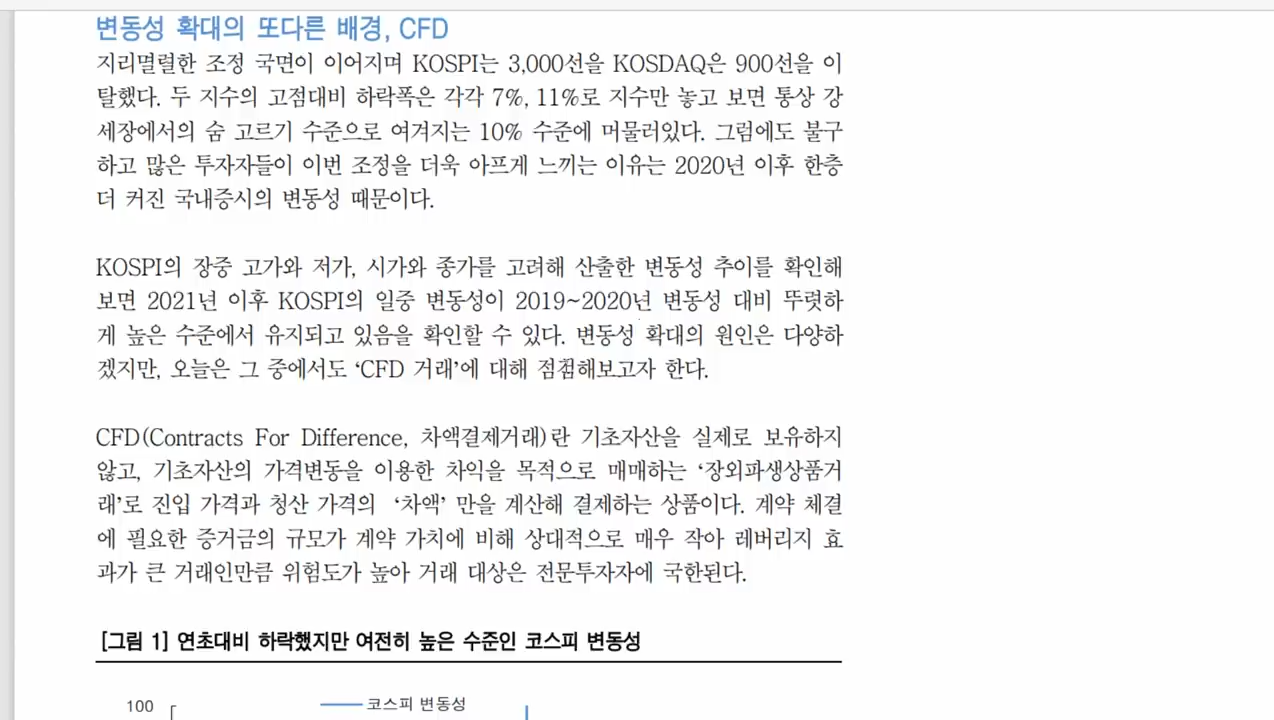 변동성 확대의 또다른 배경, CFD
지리멸렬한 조정 국면이 이어지며 KOSPI는 3,000선을 KOSDAQ은 900선을 이
탈했다. 두 지수의 고점대비 하락폭은 각각 7%, 11%로 지수만 놓고 보면 통상 강
세장에서의 숨 고르기 수준으로 여겨지는 10% 수준에 머물러있다. 그럼에도 불구
하고 많은 투자자들이 이번 조정을 더욱 아프게 느끼는 이유는 2020년 이후 한층
더 커진 국내증시의 변동성 때문이다.
KOSPI의 장중 고가와 저가, 시가와 종가를 고려해 산출한 변동성 추이를 확인해
보면 2021년 이후 KOSPI의 일중 변동성이 2019~2020년 변동성 대비 뚜렷하
게 높은 수준에서 유지되고 있음을 확인할 수 있다. 변동성 확대의 원인은 다양하
겠지만, 오늘은 그 중에서도 ‘CFD 거래’에 대해 점검해보고자 한다.
CFD(Contracts For Difference, 차액결제거래)란 기초자산을 실제로 보유하지
않고, 기초자산의 가격변동을 이용한 차익을 목적으로 매매하는 ‘장외파생상품거
래’로 진입 가격과 청산 가격의 ‘차액’ 만을 계산해 결제하는 상품이다. 계약 체결
에 필요한 증거금의 규모가 계약 가치에 비해 상대적으로 매우 작아 레버리지 효
과가 큰 거래인만큼 위험도가 높아 거래 대상은 전문투자자에 국한된다.
[그림 1] 연초대비 하락했지만 여전히 높은 수준인 코스피 변동성
100
코스피 변동성